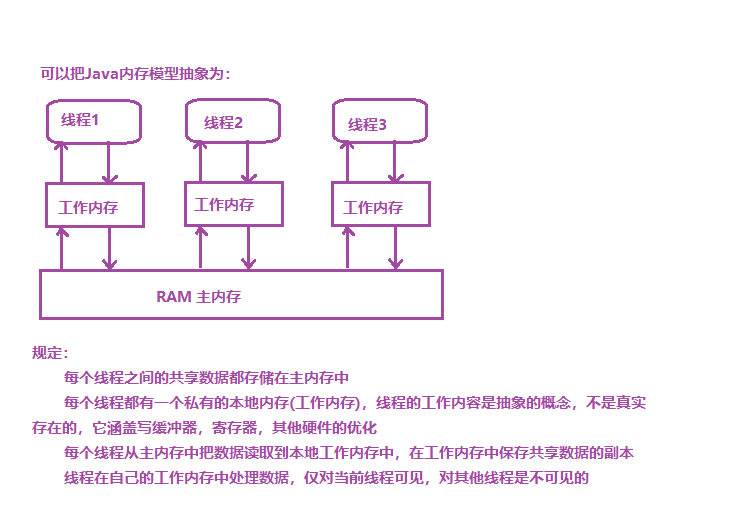 可以把Java内存模型抽象为：
线程1 线程2 线程3
工作内存 工作内存 工作内存
RAM 主内存
规定：
每个线程之间的共享数据都存储在主内存中
每个线程都有一个私有的本地内存(工作内存)，线程的工作内容是抽象的概念，不是真实
存在的，它涵盖写缓冲器，寄存器，其他硬件的优化
每个线程从主内存中把数据读取到本地工作内存中，在工作内存中保存共享数据的副本
线程在自己的工作内存中处理数据，仅对当前线程可见，对其他线程是不可见的